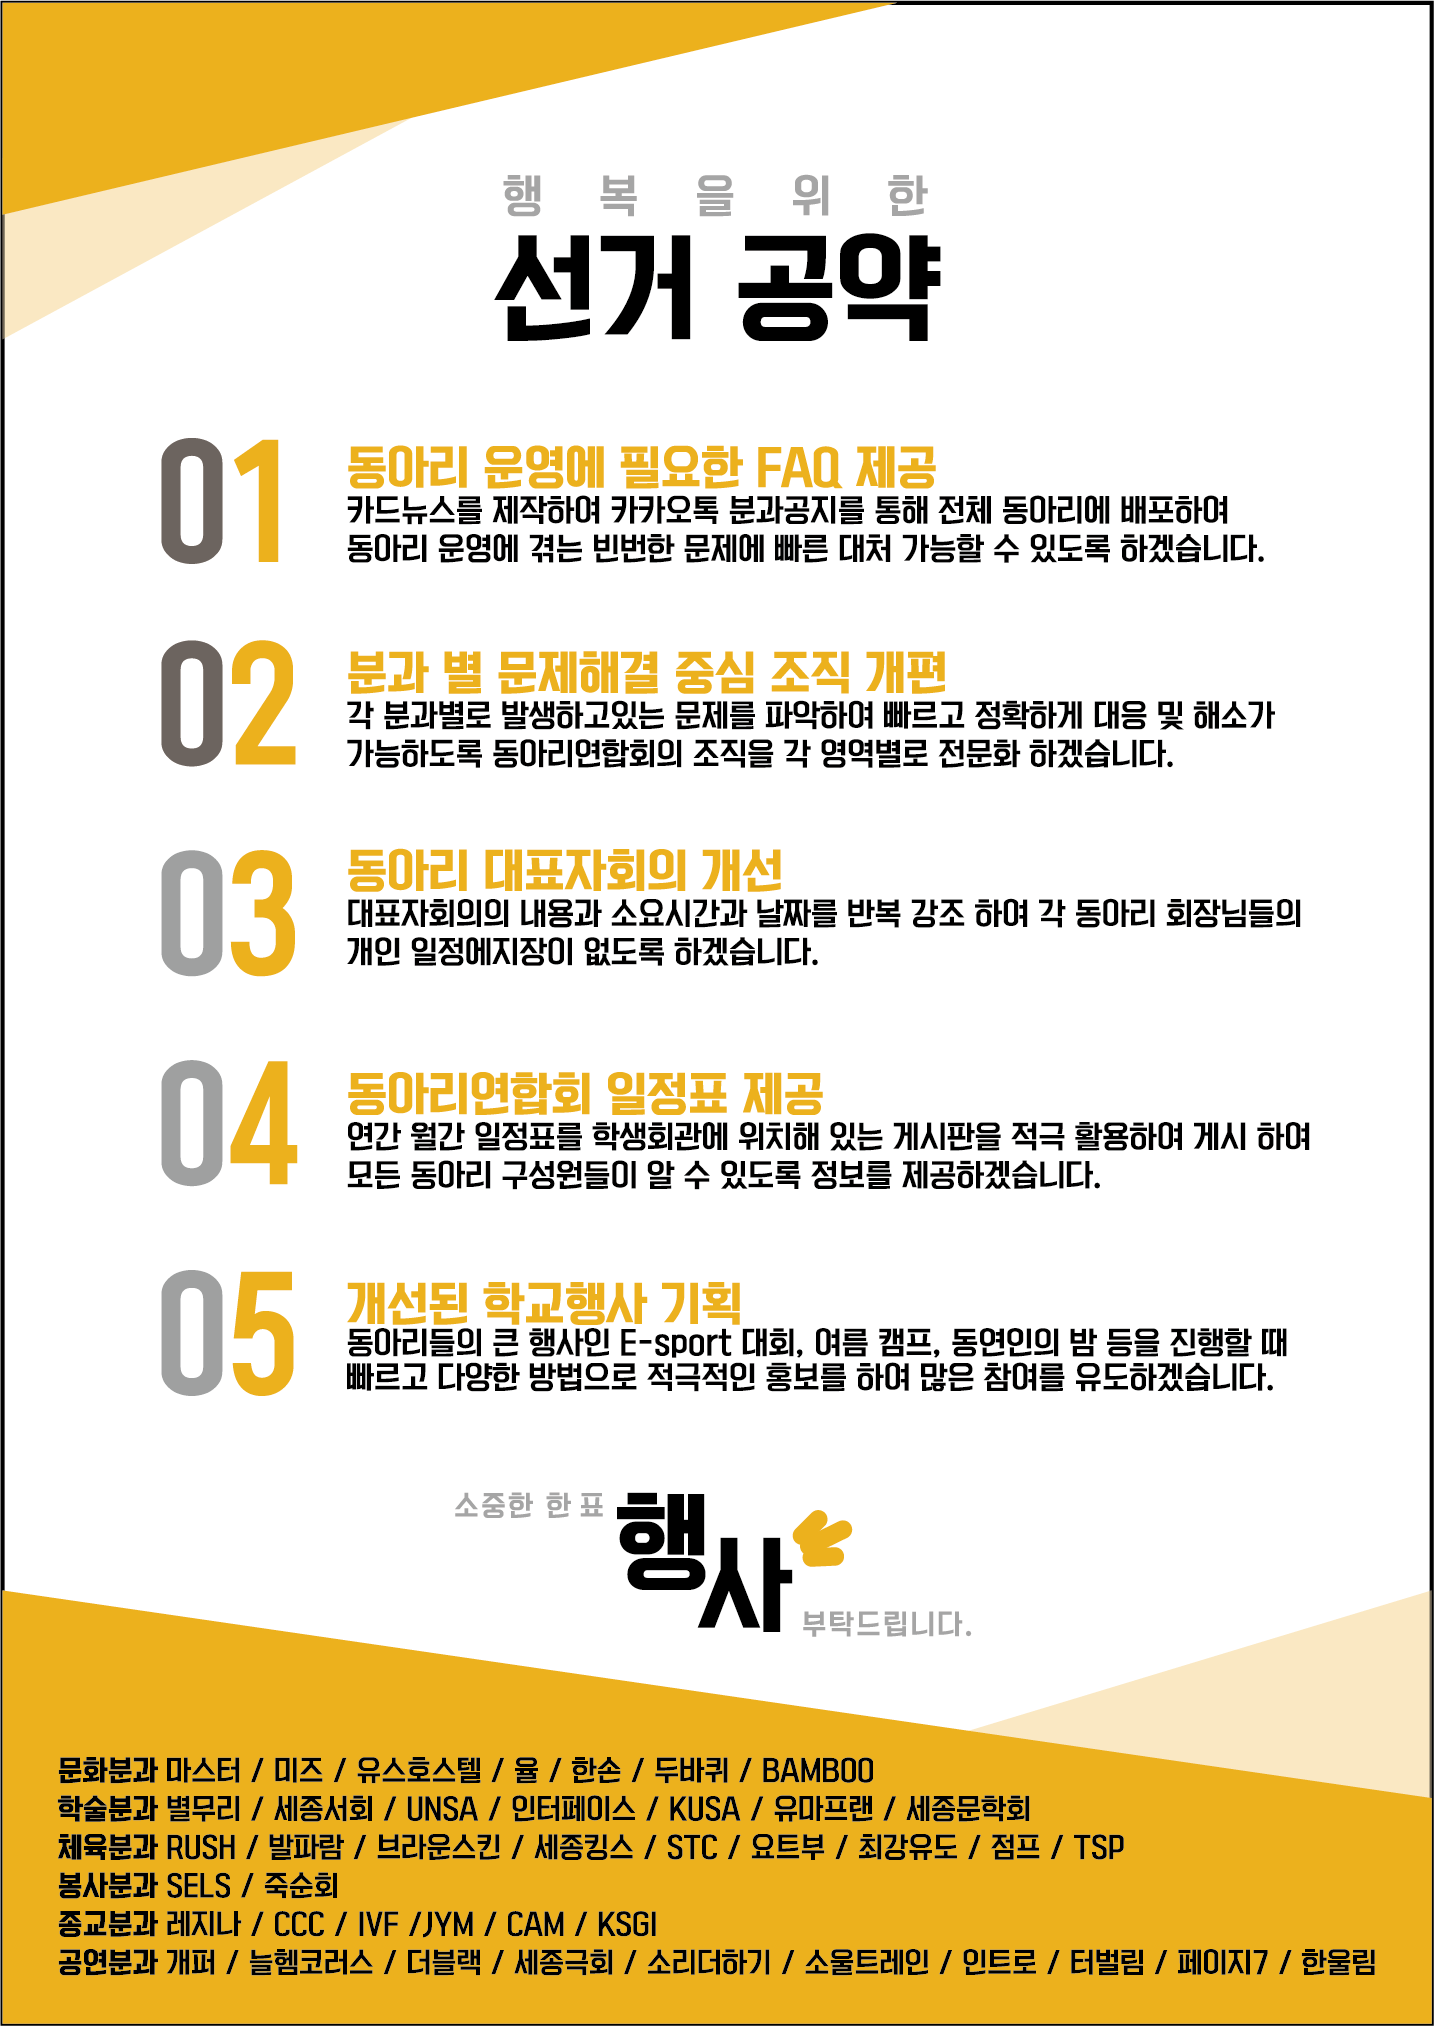 행복을위한
선거 공약
01
동아리 운영에 필요한 FAQ 제공
카드뉴스를 제작하여 카카오톡 분과공지를 통해 전체 동아리에 배포하여
동아리 운영에 겪는 빈번한 문제에 빠른 대처 가능할 수 있도록 하겠습니다.
02
분과 별 문제해결 중심 조직 개편
각 분과별로 발생하고있는 문제를 파악하여 빠르고 정확하게 대응 및 해소가
가능하도록 동아리연합회의 조직을 각 영역별로 전문화 하겠습니다.
03
동아리 대표자회의 개선
대표자회의의 내용과 소요시간과 날짜를 반복 강조 하여 각 동아리 회장님들의
개인 일정에지장이 없도록 하겠습니다.
04
동아리연합회 일정표 제공
연간 월간 일정표를 학생회관에 위치해 있는 게시판을 적극 활용하여 게시 하여
모든 동아리 구성원들이 알 수 있도록 정보를 제공하겠습니다.
05
개선된 학교행사 기획
동아리들의 큰 행사인 E-sport 대회, 여름 캠프, 동연인의 밤 등을 진행할 때
빠르고 다양한 방법으로 적극적인 홍보를 하여 많은 참여를 유도하겠습니다.
소중한 한 표
행사
부탁드립니다.
문화분과 마스터 / 미즈 / 유스호스텔 / 율 / 한손 / 두바퀴 / BAMBOO
학술분과 별무리 / 세종서회 / UNSA / 인터페이스 / KUSA / 유마프랜 / 세종문학회
체육분과 RUSH / 발파람 / 브라운스킨 / 세종킹스 / STC / 요트부 / 최강유도 / 점프 / TSP
봉사분과 SELS / 죽순회
종교분과 레지나 / CCC / IVF /JYM / CAM / KSGI
공연분과 개퍼 / 늘헴코러스 / 더블랙 / 세종극회 / 소리더하기 / 소울트레인 / 인트로 / 터벌림 / 페이지7 / 한울림